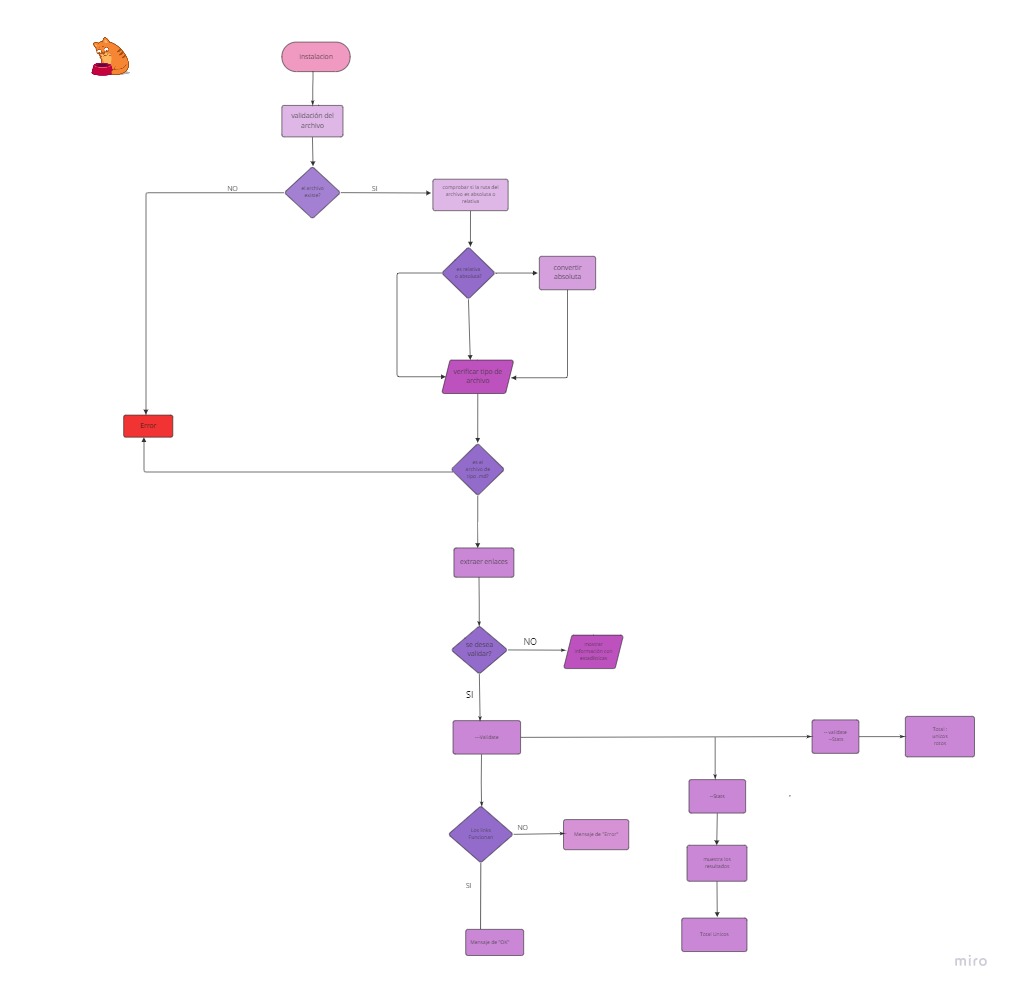 instalacion
validación del
archivo
el archivo
existe?
NO
SI
comprobar si la ruta del
archivo es absoluta o
relativa
es relativa
o absoluta?
convertir
absoluta
verificar tipo de
archivo
Error
es el
archivo de
tipo .md?
extraer enlaces
se desea
validar?
NO
mostrar
información con
estadísticas
SI
---Validate
---validate
--Stats
Total :
unicos
rotos
--Stats
Los links
funcionan
NO
Mensaje de "Error"
muestra los
resultados
SI
Total unicos
Mensaje de "OK"
miro